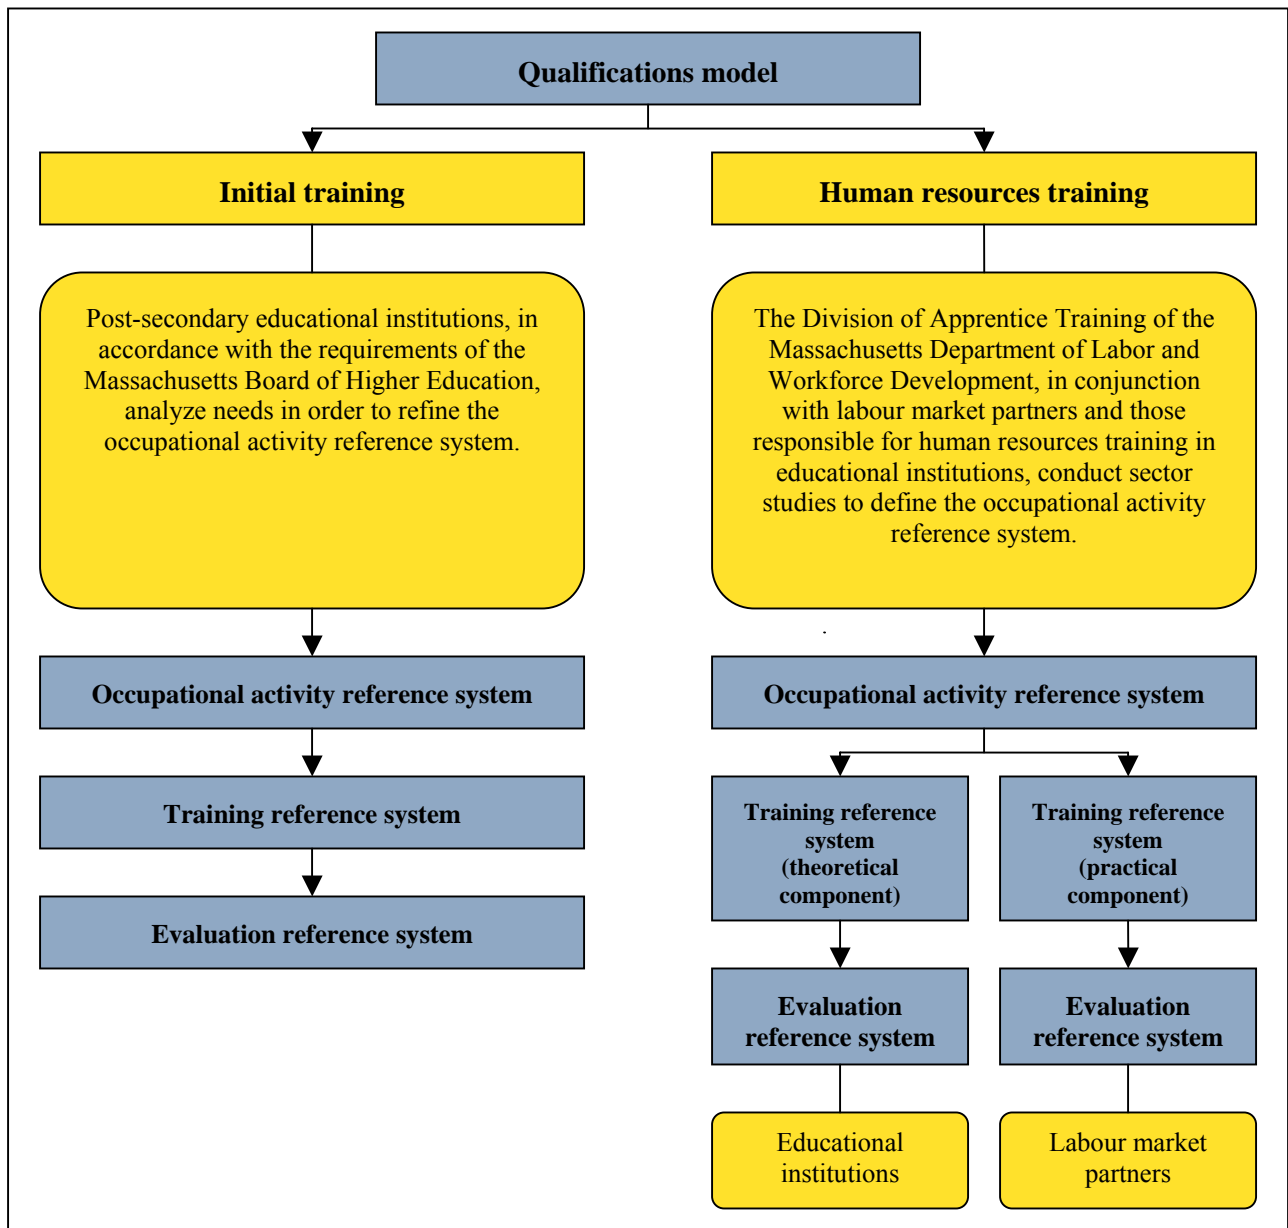 Qualifications model
Initial training
Human resources training
Post-secondary educational institutions, in
accordance with the requirements of the
Massachusetts Board of Higher Education,
analyze needs in order to refine the
occupational activity reference system.
The Division of Apprentice Training of the
Massachusetts Department of Labor and
Workforce Development, in conjunction
with labour market partners and those
responsible for human resources training in
educational institutions, conduct sector
studies to define the occupational activity
reference system.
Occupational activity reference system
Occupational activity reference system
Training reference system
Training reference
system
(theoretical
component)
Training reference
system
(practical
component)
Evaluation reference system
Evaluation
reference system
Evaluation
reference system
Educational
institutions
Labour market
partners